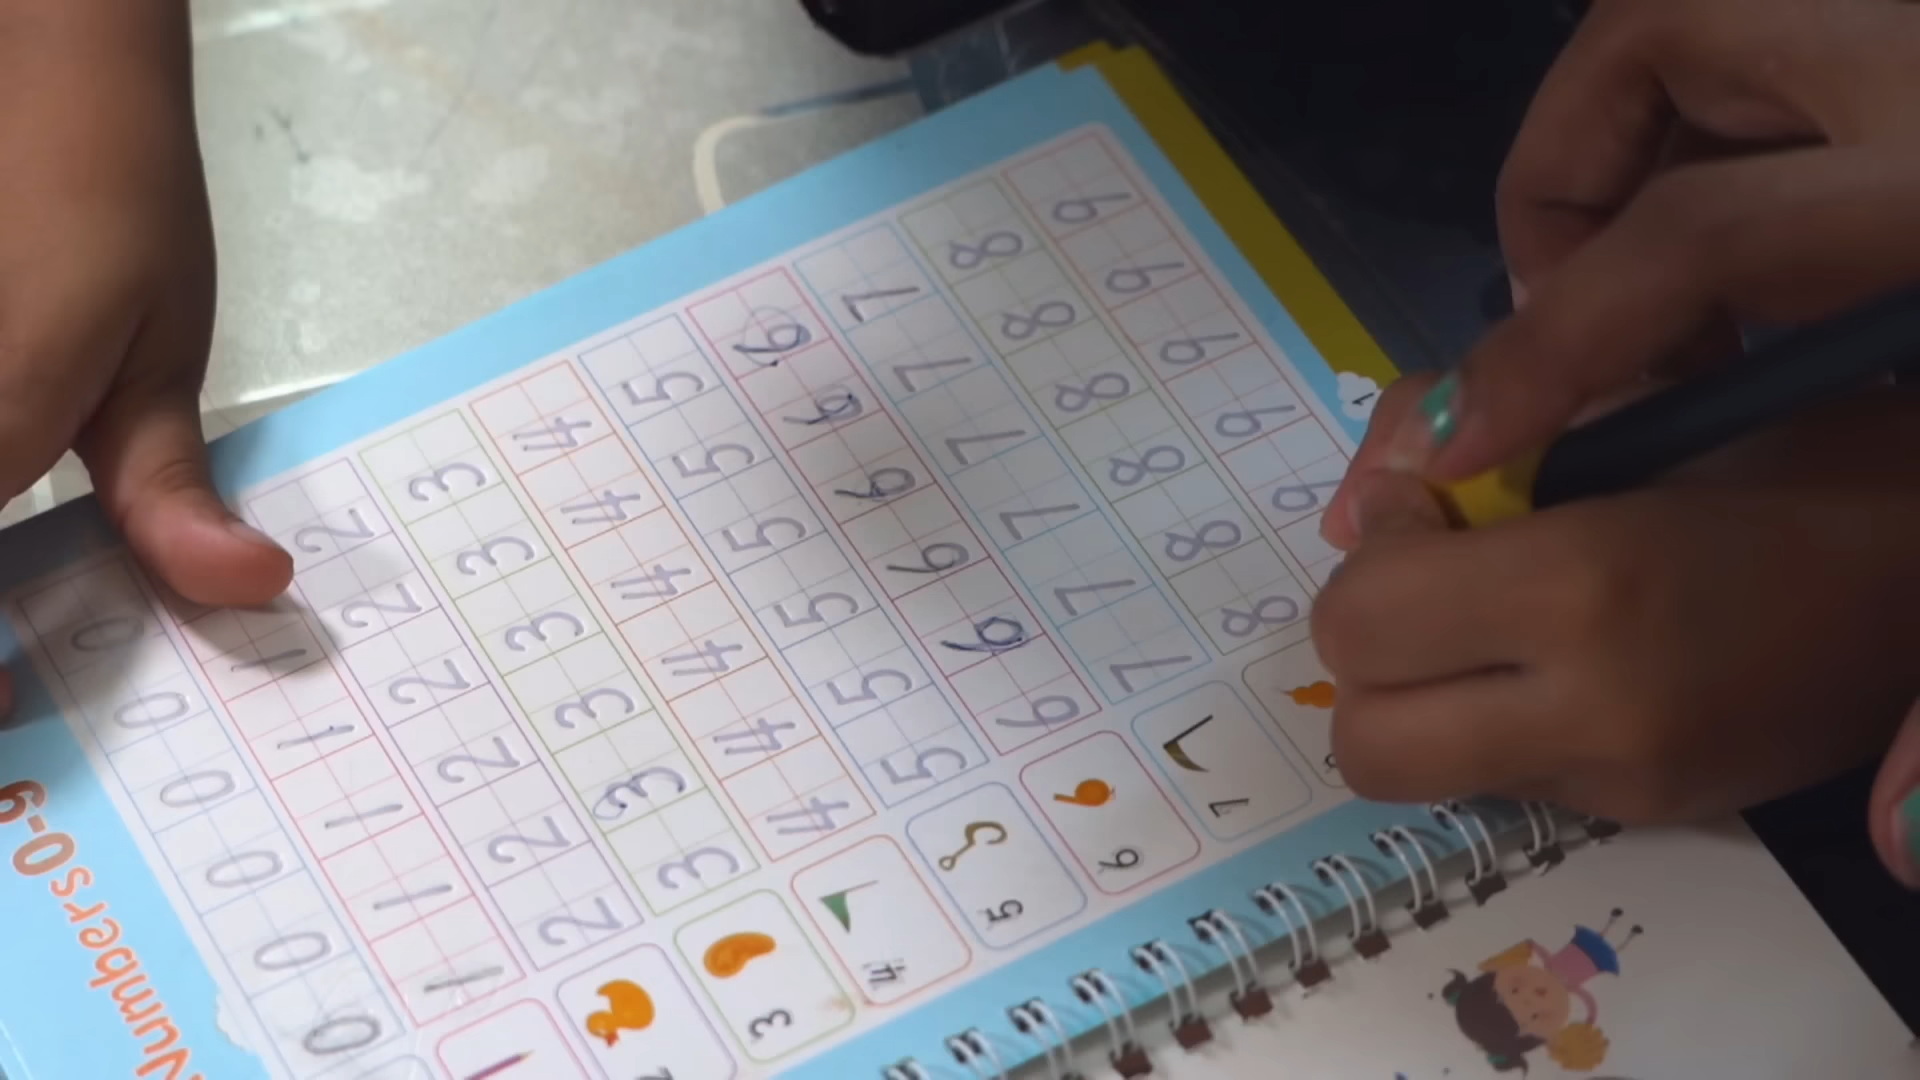 Numbers 0-9
0 0 0 0 0 0
1 1 1 1 1
2 2 2 2 2 2 2
3 3 3 3 3 3 3
4 4 4 4 4 4 4
5 5 5 5 5 5 5
6 6 6 6 6 6 6
7 7 7 7 7 7 7
8 8 8 8 8 8
9 9 9 9 9
1